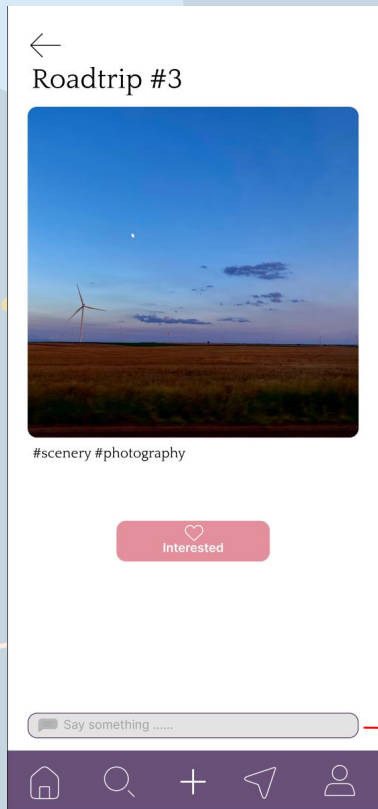 Roadtrip #3
#scenery #photography
Interested
Say something ......